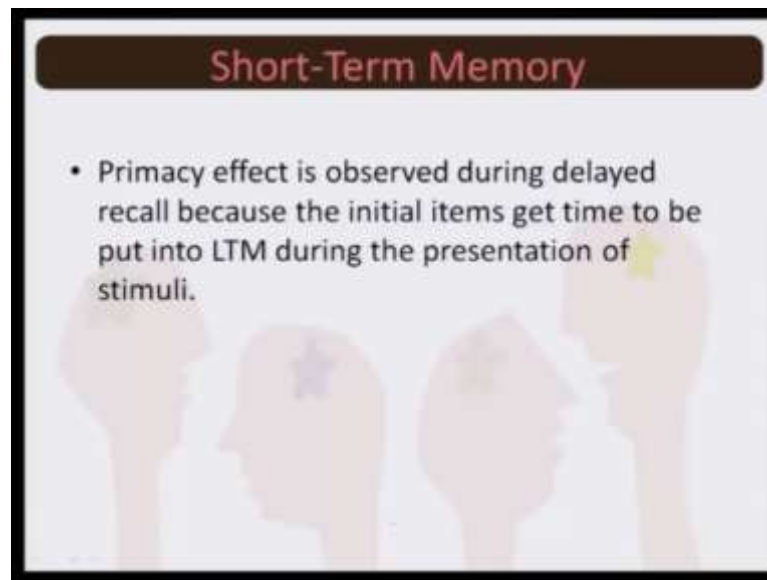 Short-Term Memory
• Primacy effect is observed during delayed
recall because the initial items get time to be
put into LTM during the presentation of
stimuli.